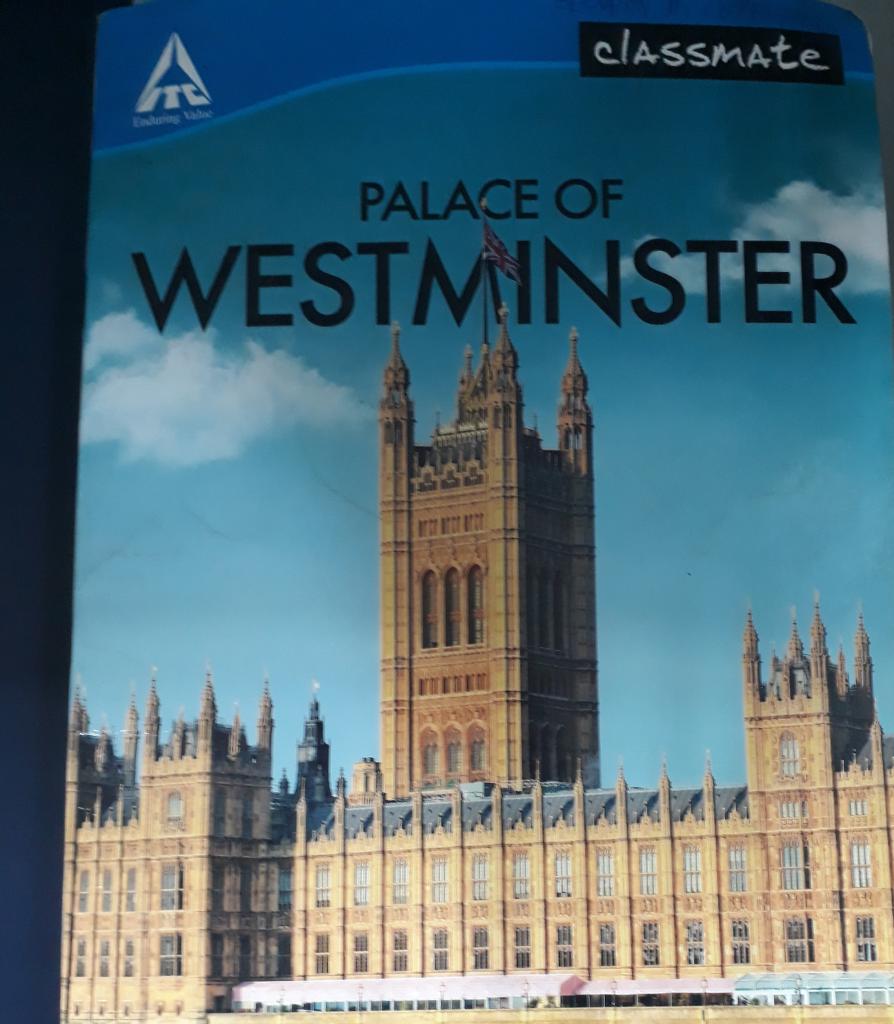 classmate
ITC
Enduring Value
PALACE OF
WESTMINSTER